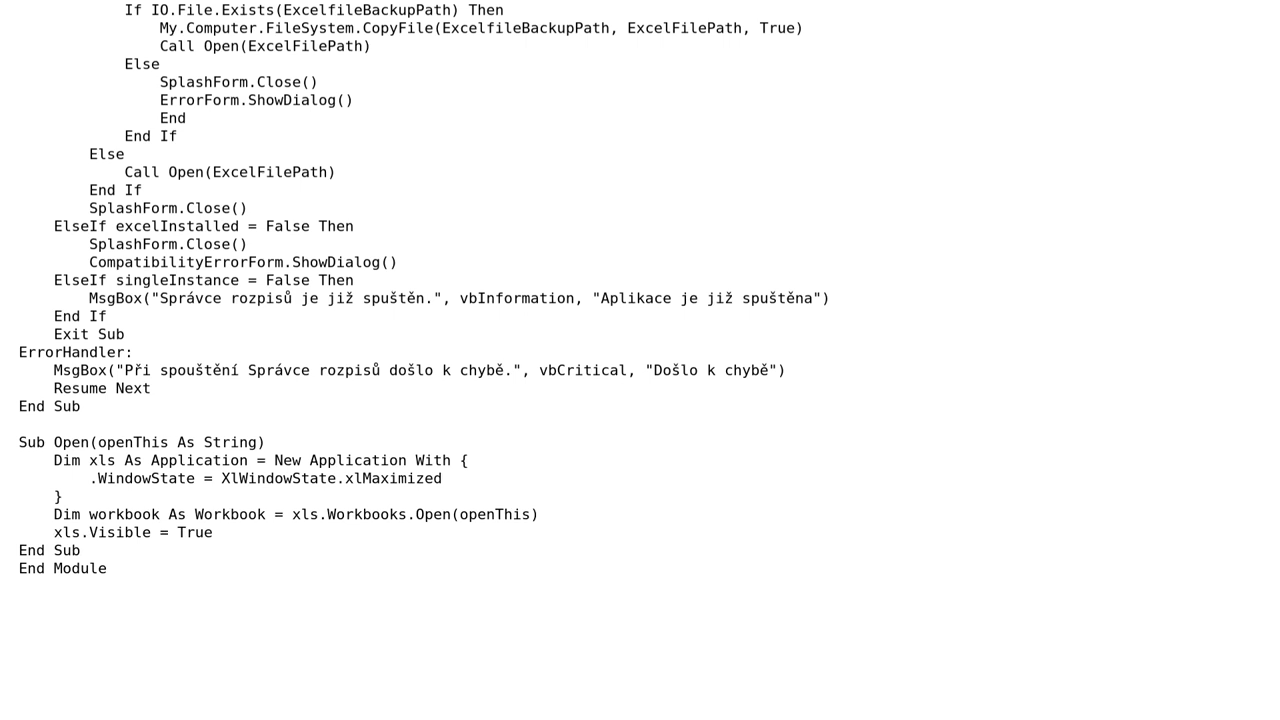 If IO.File.Exists(ExcelfileBackupPath) Then
My.Computer.FileSystem.CopyFile(ExcelfileBackupPath, ExcelFilePath, True)
Call Open(ExcelFilePath)
Else
SplashForm.Close()
ErrorForm.ShowDialog()
End
End If
Else
Call Open(ExcelFilePath)
End If
SplashForm.Close()
ElseIf excelInstalled = False Then
SplashForm.Close()
CompatibilityErrorForm.ShowDialog()
ElseIf singleInstance = False Then
MsgBox("Správce rozpisů je již spuštěn.", vbInformation, "Aplikace je již spuštěna")
End If
Exit Sub
ErrorHandler:
MsgBox("Při spouštění Správce rozpisů došlo k chybě.", vbCritical, "Došlo k chybě")
Resume Next
End Sub
Sub Open(openThis As String)
Dim xls As Application = New Application With {
.WindowState = XlWindowState.xlMaximized
}
Dim workbook As Workbook = xls.Workbooks.Open(openThis)
xls.Visible = True
End Sub
End Module